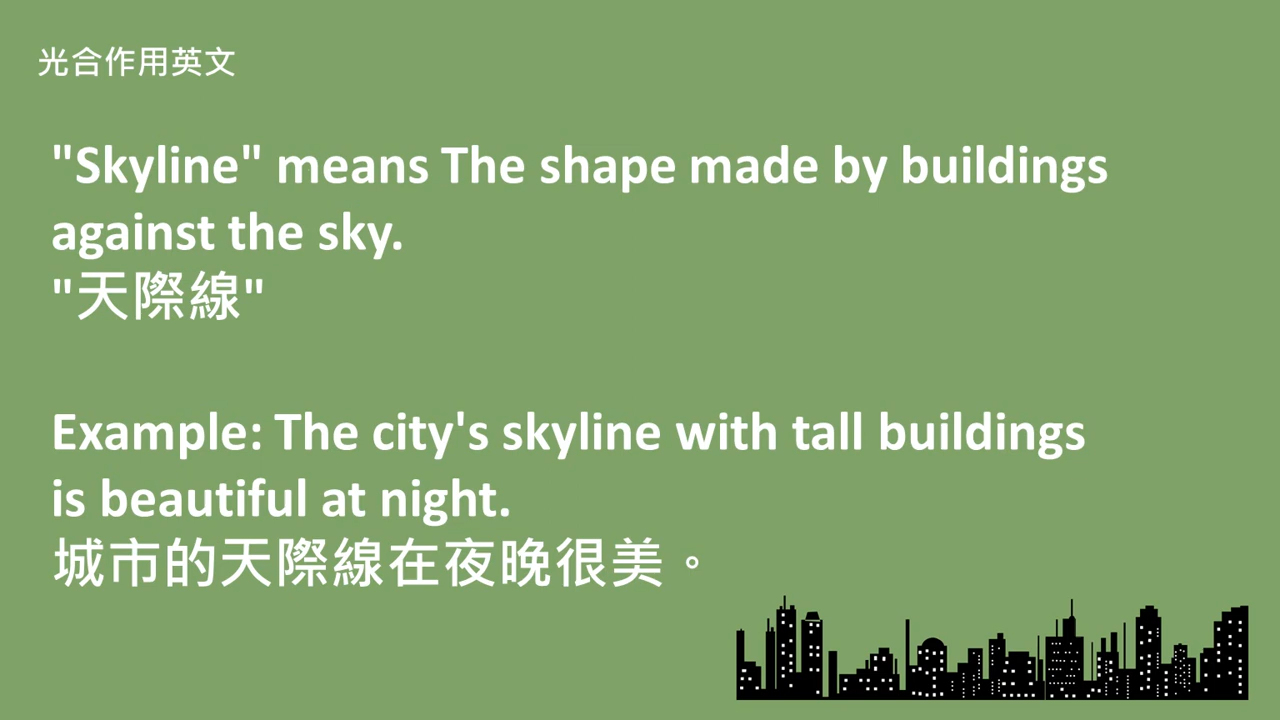 光合作用英文
"Skyline" means The shape made by buildings
against the sky.
"天際線"
Example: The city's skyline with tall buildings
is beautiful at night.
城市的天際線在夜晚很美。